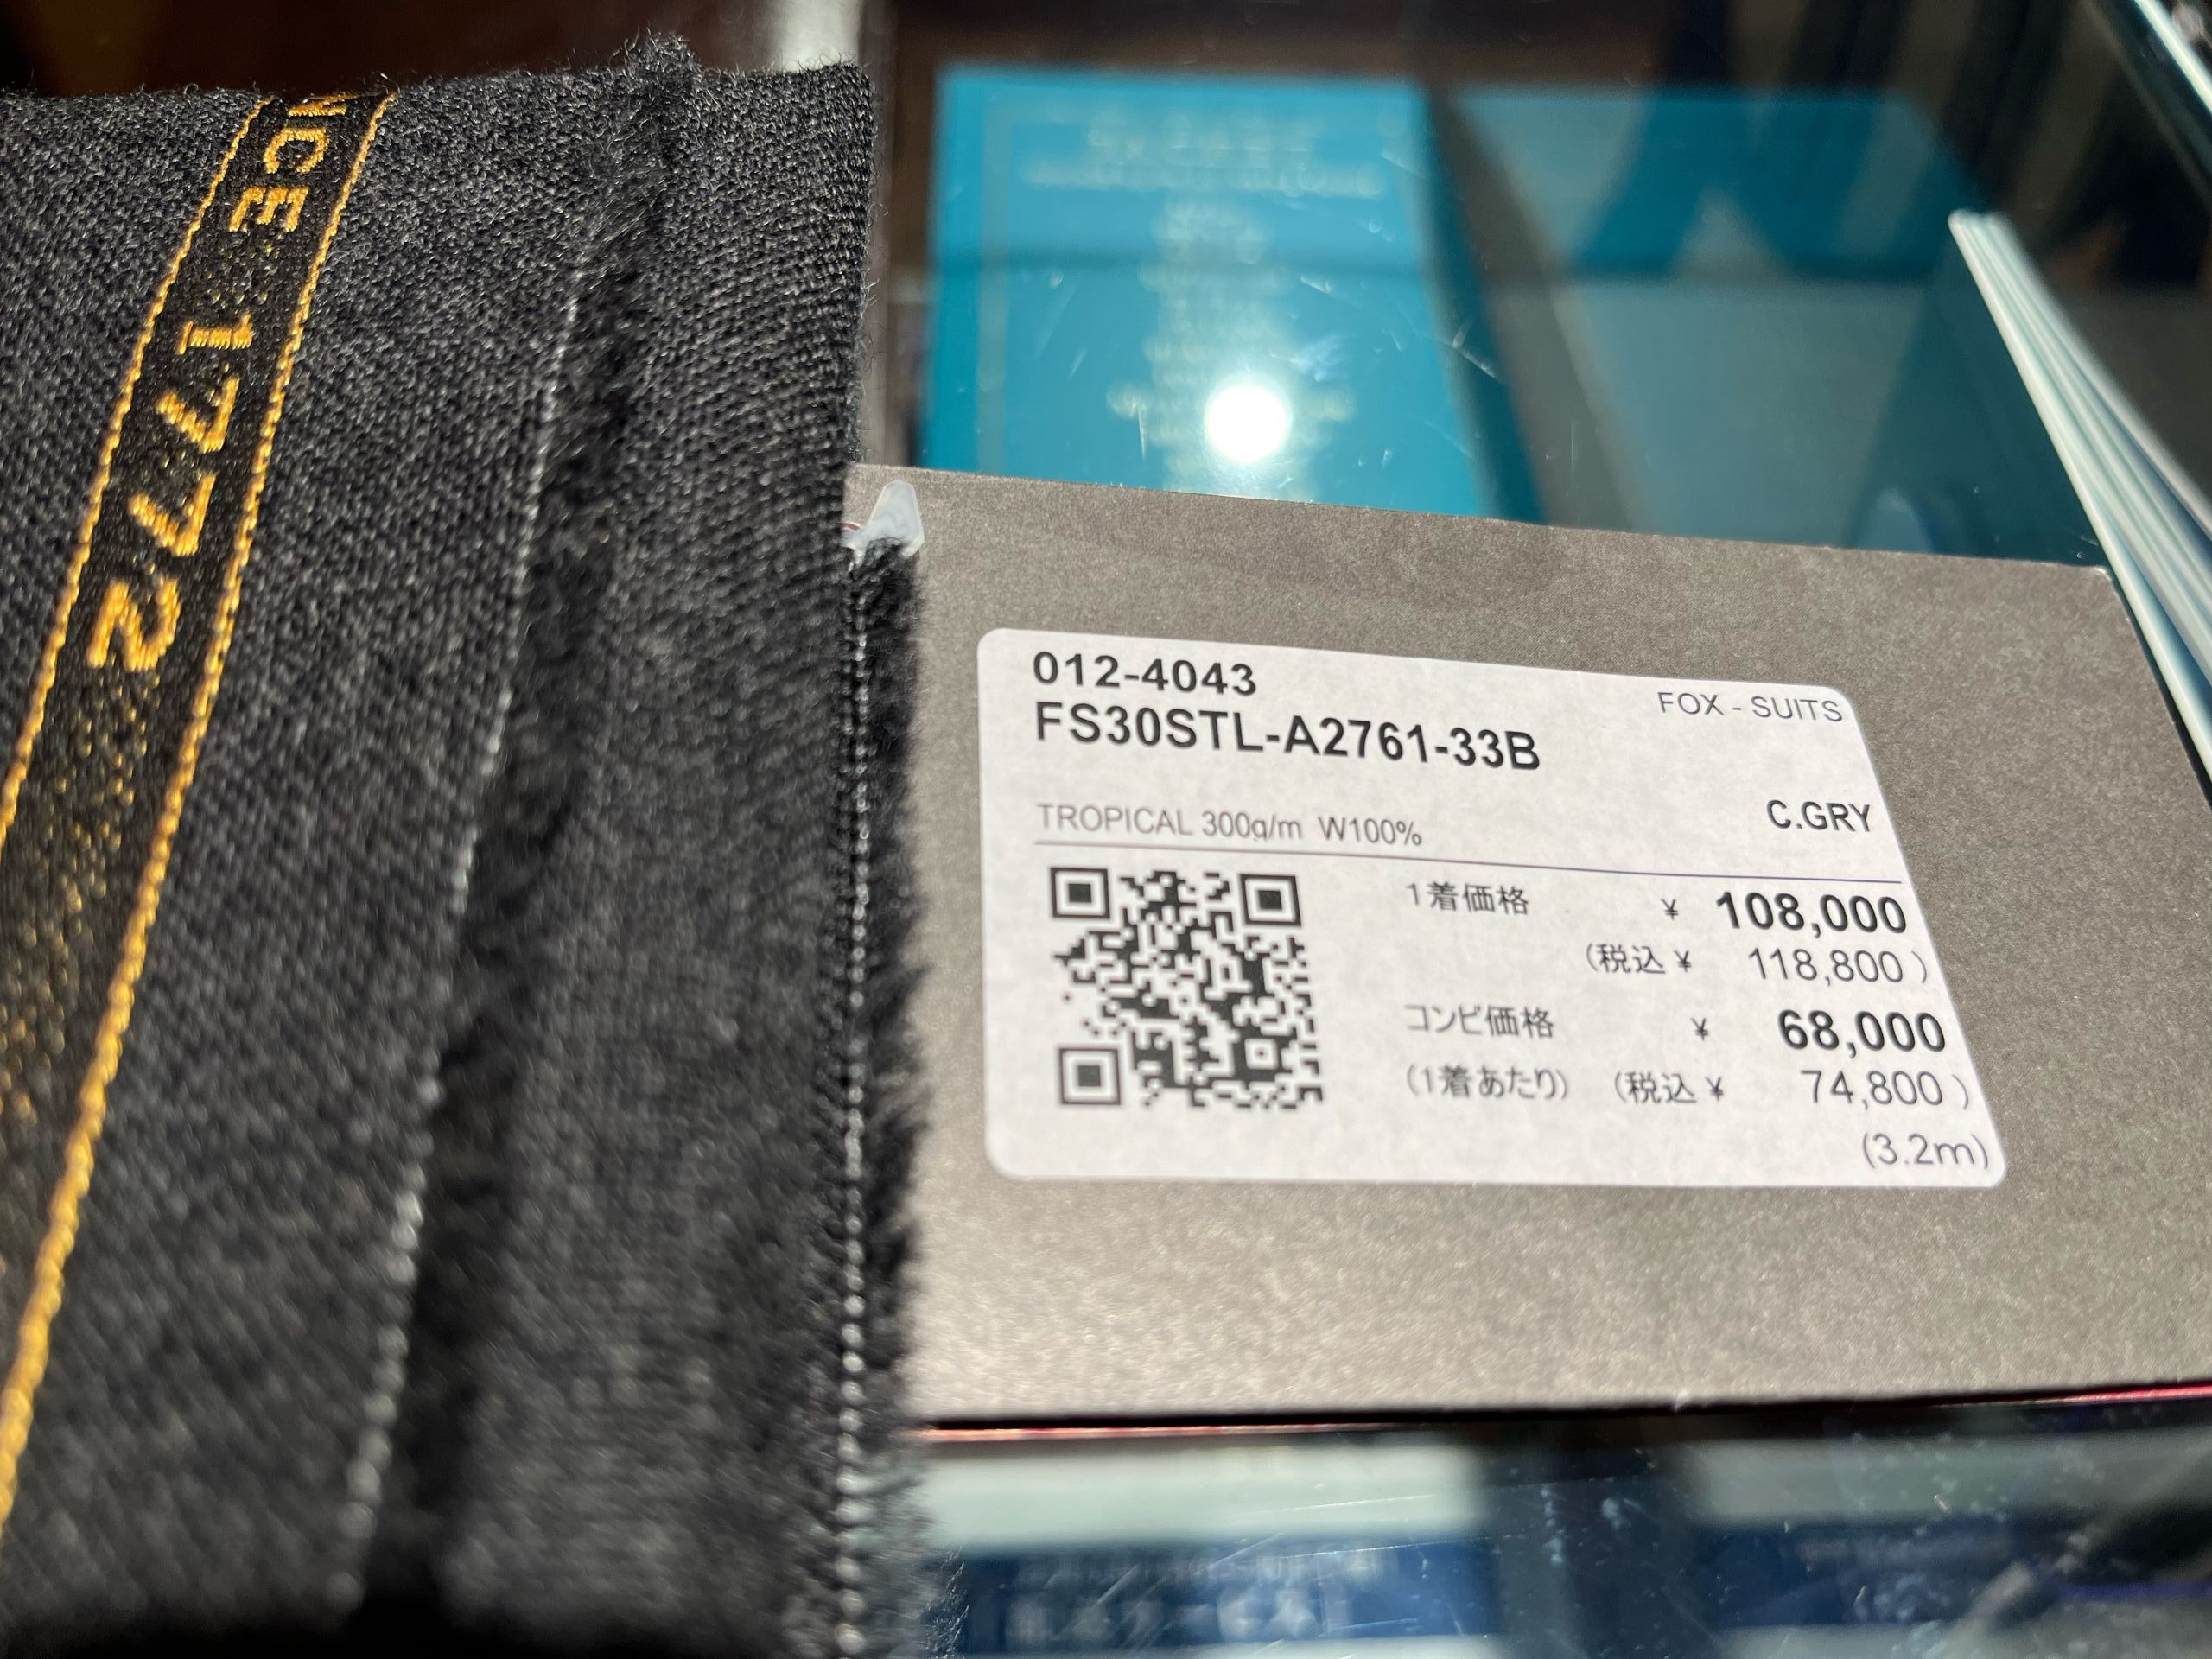 NCE 1772
012-4043
FOX - SUITS
FS30STL-A2761-33B
C.GRY
TROPICAL 300g/m W100%
1着価格 ¥ 108,000
(税込 ¥ 118,800 )
コンビ価格 ¥ 68,000
(1着あたり) (税込 ¥ 74,800 )
(3.2m)